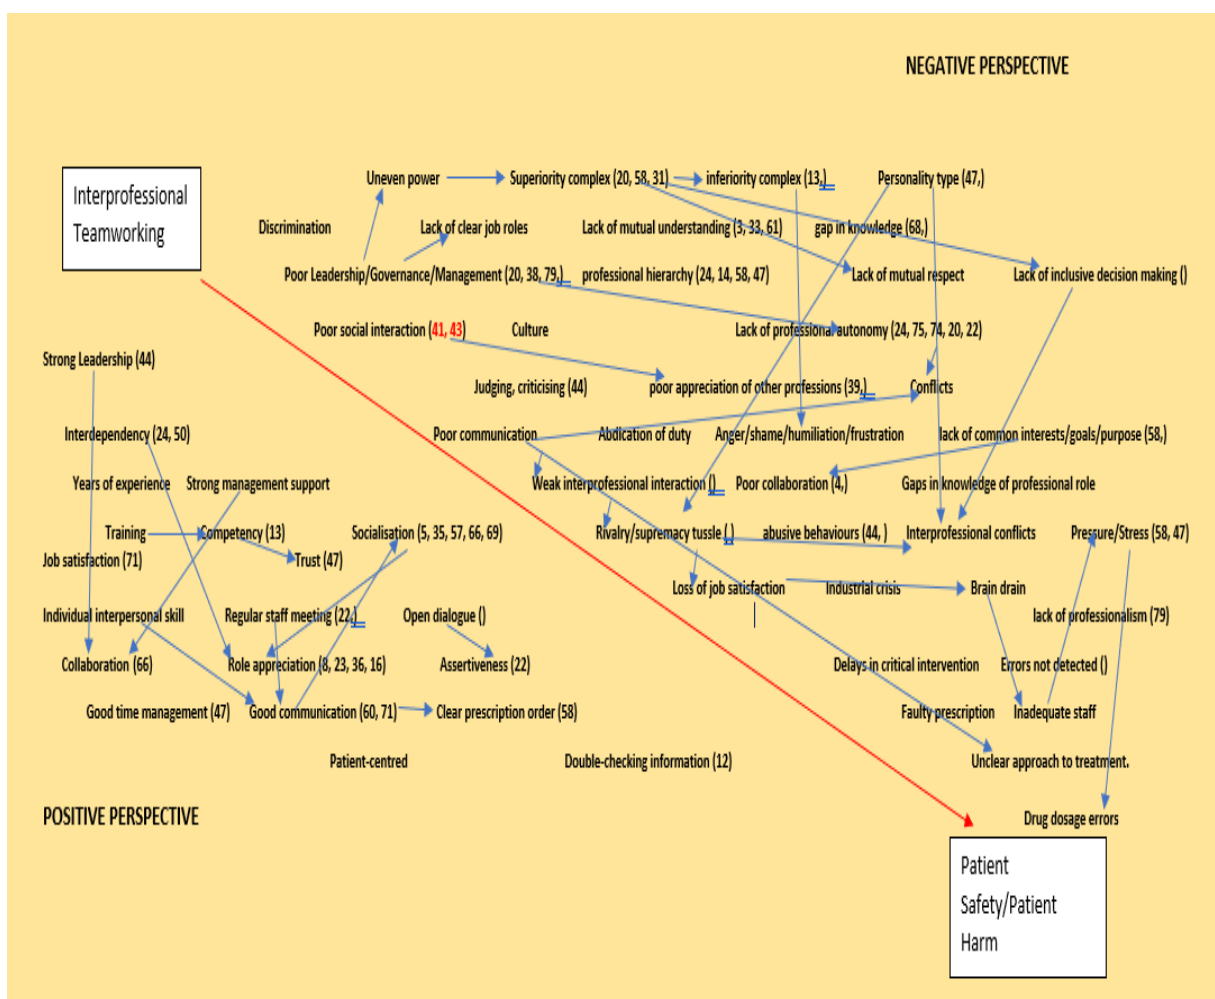 NEGATIVE PERSPECTIVE
Interprofessional
Teamworking
Uneven power Superiority complex (20, 58, 31) inferiority complex (13,) Personality type (47,)
Discrimination Lack of clear job roles Lack of mutual understanding (3, 33, 61) gap in knowledge (68,)
Poor Leadership/Governance/Management (20, 38, 79,) professional hierarchy (24, 14, 58, 47) Lack of mutual respect Lack of inclusive decision making ()
Poor social interaction (41, 43) Culture Lack of professional autonomy (24, 75, 74, 20, 22)
Strong Leadership (44)
Judging, criticising (44) poor appreciation of other professions (39,) Conflicts
Interdependency (24, 50) Poor communication Abdication of duty Anger/shame/humiliation/frustration lack of common interests/goals/purpose (58,)
Years of experience Strong management support Weak interprofessional interaction () Poor collaboration (4,) Gaps in knowledge of professional role
Training Competency (13) Socialisation (5, 35, 57, 66, 69) Rivalry/supremacy tussle ( ) abusive behaviours (44, ) Interprofessional conflicts Pressure/Stress (58, 47)
Job satisfaction (71) Trust (47)
Loss of job satisfaction Industrial crisis Brain drain
Individual interpersonal skill Regular staff meeting (22,) Open dialogue () lack of professionalism (79)
Collaboration (66) Role appreciation (8, 23, 36, 16) Assertiveness (22) Delays in critical intervention Errors not detected ()
Good time management (47) Good communication (60, 71) Clear prescription order (58) Faulty prescription Inadequate staff
Patient-centred Double-checking information (12) Unclear approach to treatment.
POSITIVE PERSPECTIVE
Drug dosage errors
Patient
Safety/Patient
Harm